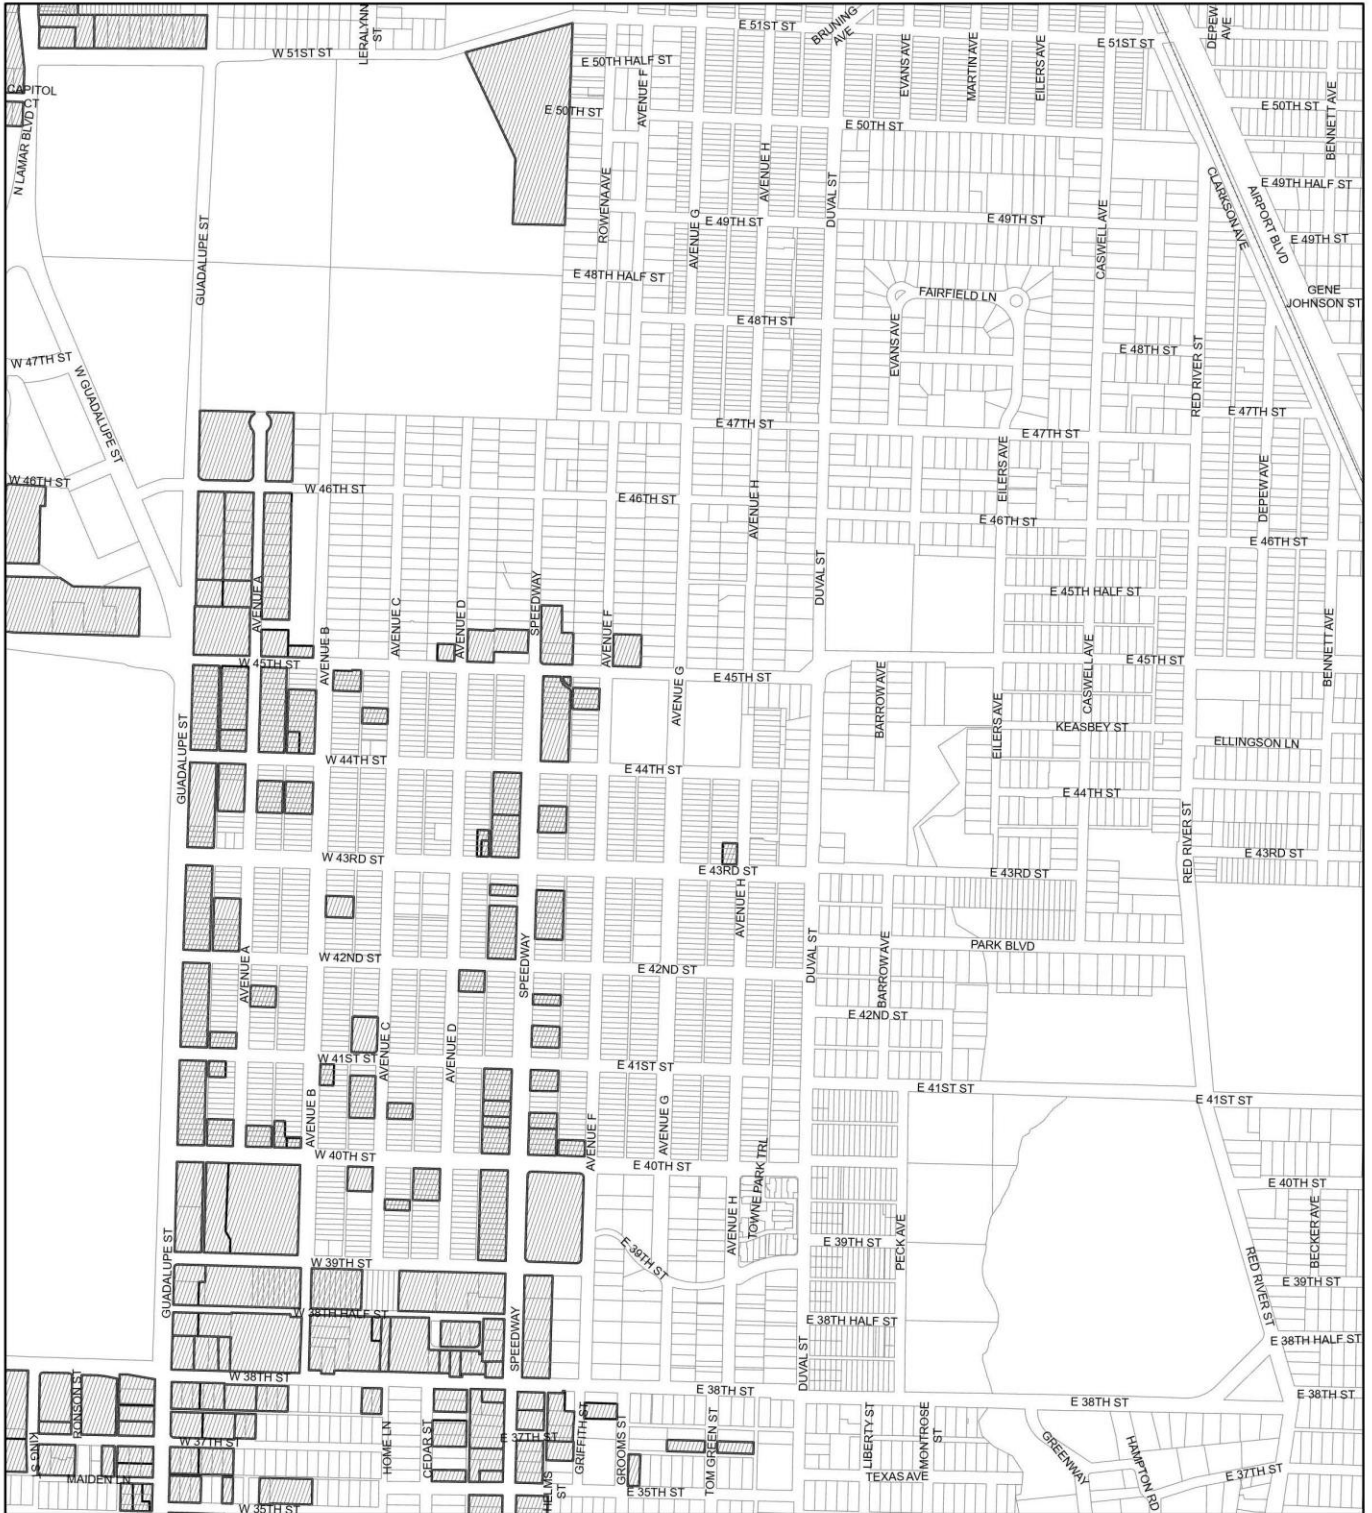 LERALYNN
ST
W 51ST ST
E 51ST ST
BRUNING
AVE
E 51ST ST
DEPEW
AVE
E 50TH HALF ST
AVENUE F
EVANS AVE
MARTIN AVE
EILERS AVE
CAPITOL
CT
N LAMAR BLVD
E 50TH ST
E 50TH ST
E 50TH ST
BENNETT AVE
AVENUE H
CLARKSON AVE
E 49TH HALF ST
AIRPORT BLVD
ROWENA AVE
AVENUE G
E 49TH ST
DUVAL ST
E 49TH ST
CASWELL AVE
E 49TH ST
GUADALUPE ST
E 48TH HALF ST
FAIRFIELD LN
GENE
JOHNSON ST
E 48TH ST
EVANS AVE
E 48TH ST
RED RIVER ST
W 47TH ST
W GUADALUPE ST
E 47TH ST
E 47TH ST
E 47TH ST
W 46TH ST
W 46TH ST
E 46TH ST
AVENUE H
EILERS AVE
E 46TH ST
DEPEW AVE
E 46TH ST
AVENUE A
AVENUE B
AVENUE C
AVENUE D
SPEEDWAY
AVENUE F
DUVAL ST
E 45TH HALF ST
BENNETT AVE
W 45TH ST
E 45TH ST
E 45TH ST
AVENUE G
BARROW AVE
EILERS AVE
CASWELL AVE
KEASBEY ST
ELLINGSON LN
GUADALUPE ST
W 44TH ST
E 44TH ST
E 44TH ST
RED RIVER ST
W 43RD ST
E 43RD ST
E 43RD ST
E 43RD ST
AVENUE H
PARK BLVD
AVENUE A
W 42ND ST
SPEEDWAY
E 42ND ST
DUVAL ST
BARROW AVE
E 42ND ST
W 41ST ST
AVENUE C
AVENUE D
E 41ST ST
E 41ST ST
E 41ST ST
AVENUE B
W 40TH ST
AVENUE F
AVENUE G
E 40TH ST
TOWNE PARK TRL
AVENUE H
E 40TH ST
GUADALUPE ST
W 39TH ST
E 39TH ST
E 39TH ST
PECK AVE
RED RIVER ST
BECKER AVE
E 39TH ST
W 38TH HALF ST
SPEEDWAY
E 38TH HALF ST
E 38TH HALF ST
DUVAL ST
W 38TH ST
E 38TH ST
E 38TH ST
E 38TH ST
RONSON ST
KING ST
MAIDEN LN
W 37TH ST
HOME LN
CEDAR ST
E 37TH ST
HELMS
ST
GRIFFITH ST
GROOMS ST
TOM GREEN ST
LIBERTY ST
MONTROSE
ST
TEXAS AVE
GREENWAY
HAMPTON RD
E 37TH ST
W 35TH ST
E 35TH ST